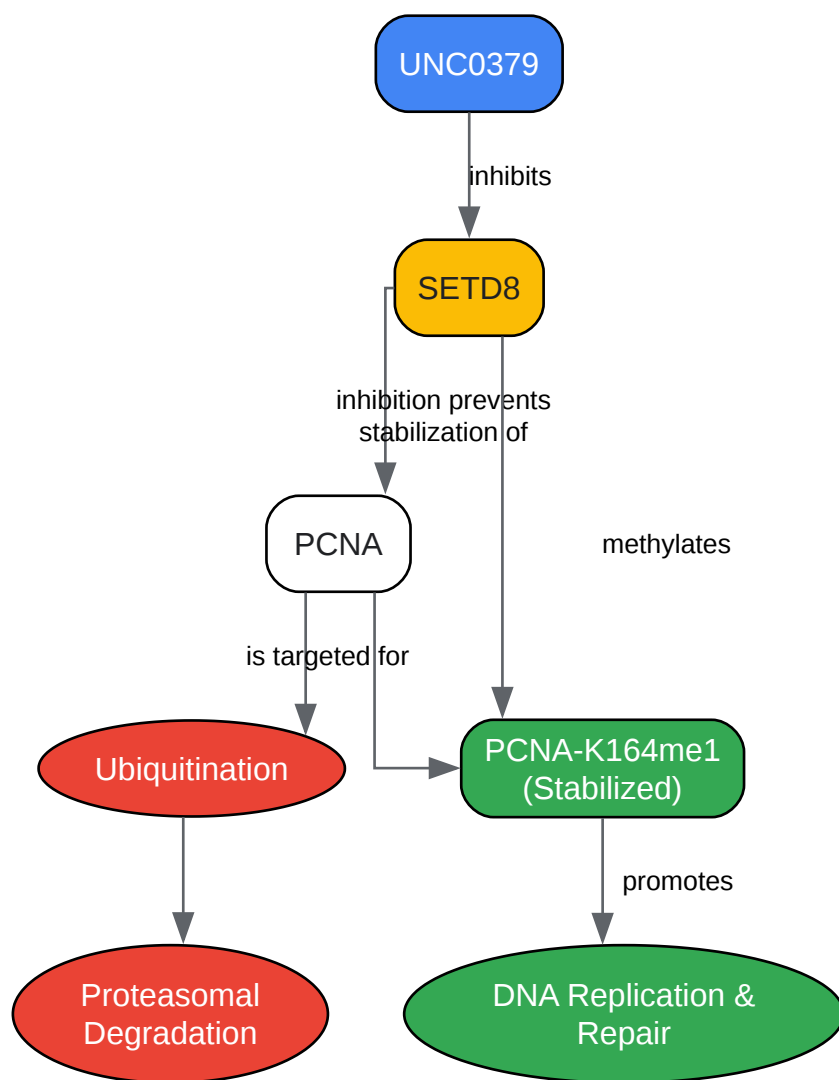 UNC0379
inhibits
SETD8
inhibition prevents
stabilization of
PCNA
methylates
is targeted for
Ubiquitination
PCNA-K164me1
(Stabilized)
promotes
Proteasomal
Degradation
DNA Replication &
Repair